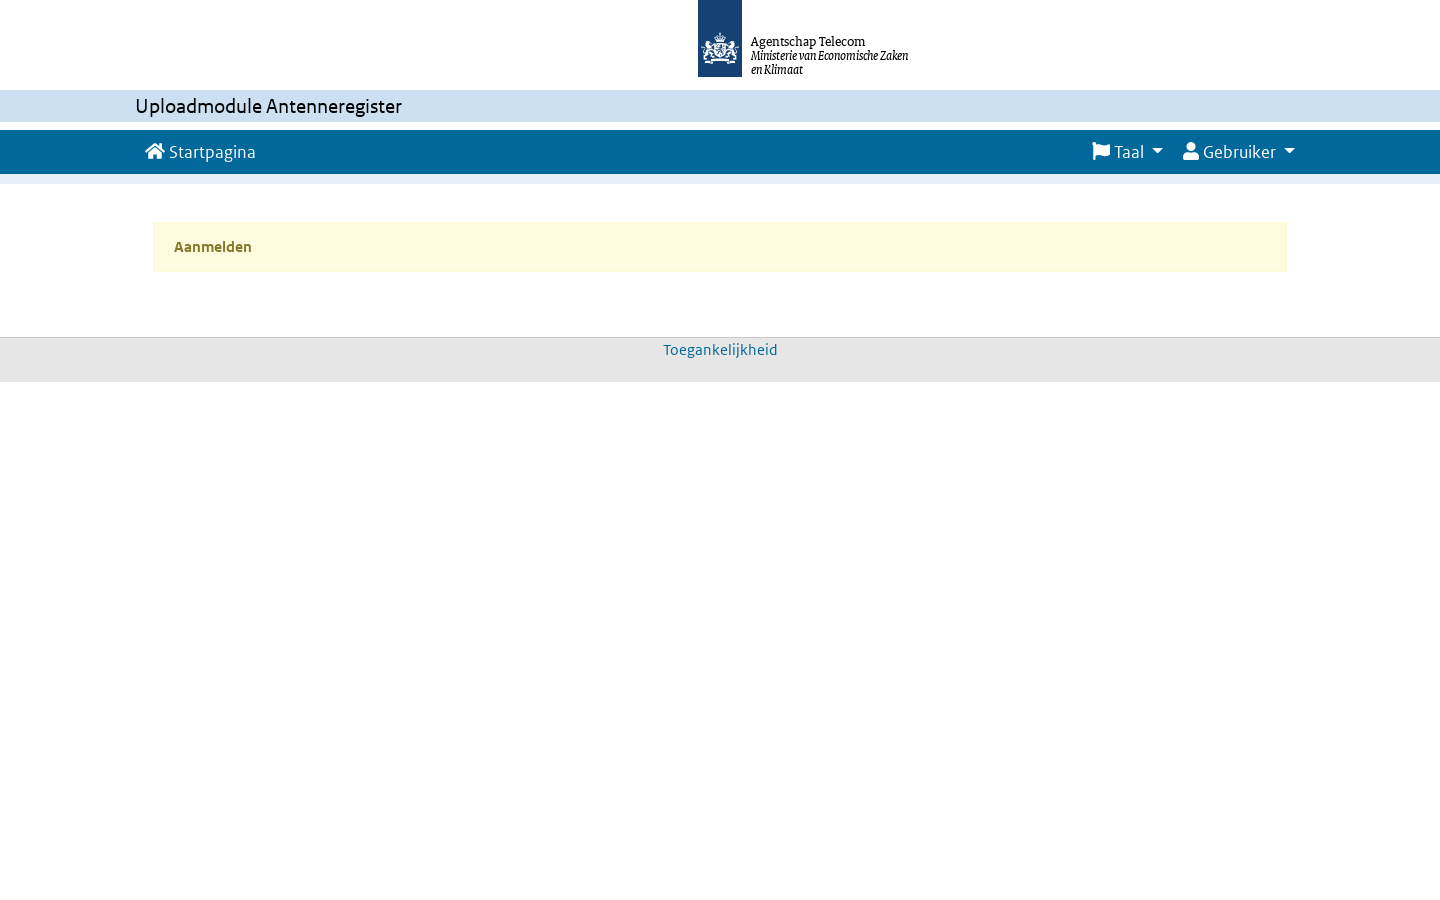 Agentschap Telecom
Ministerie van Economische Zaken
en Klimaat
Uploadmodule Antenneregister
Startpagina
Taal
Gebruiker
Aanmelden
Toegankelijkheid